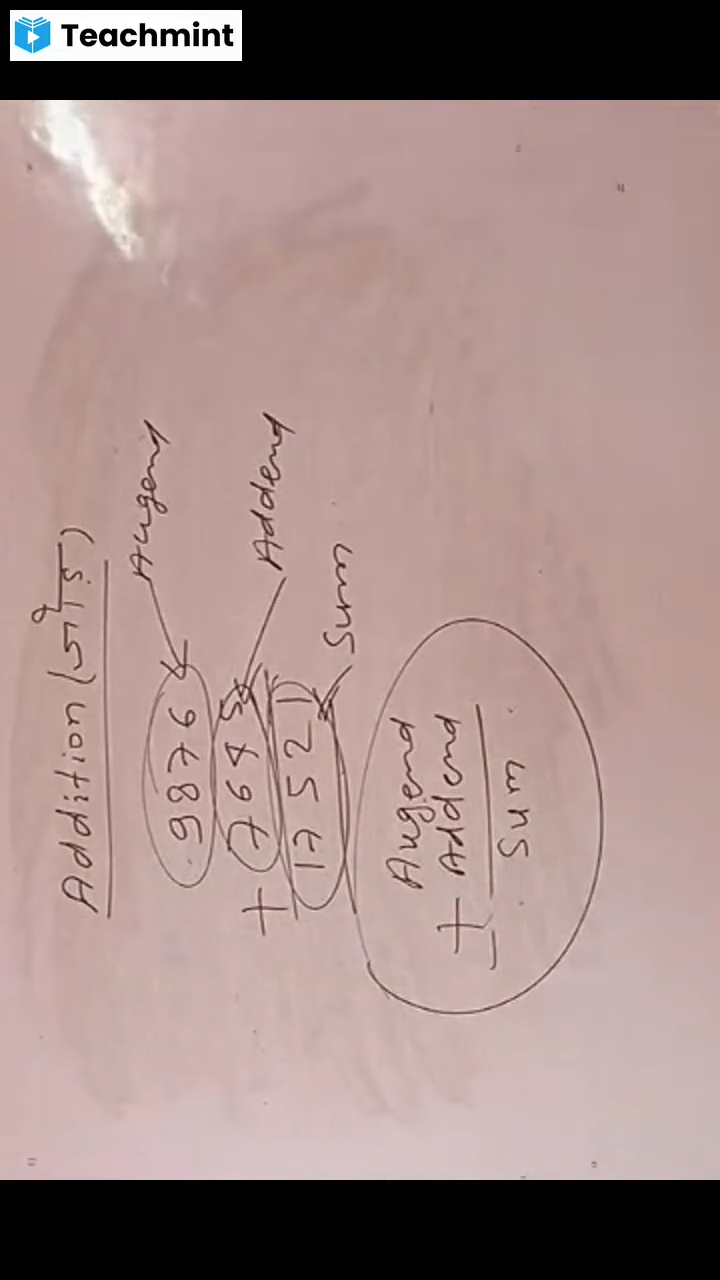 Teachmint
Addition (जोड़)
9876 Augend
+ 7645 Addend
17521 Sum
Augend
+ Addend
Sum